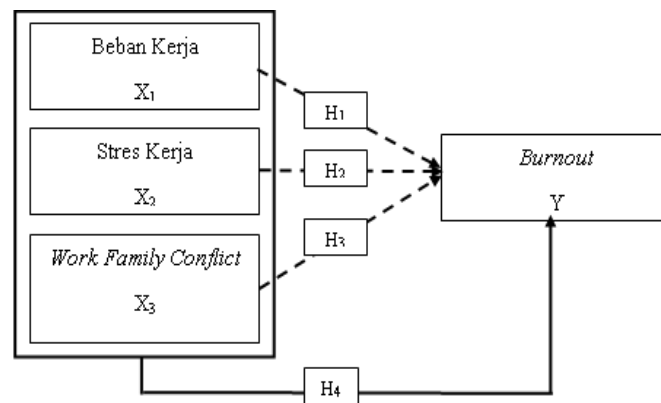 Beban Kerja
X₁
H₁
Stres Kerja
X₂
H₂
Burnout
Y
Work Family Conflict
X₃
H₃
H₄